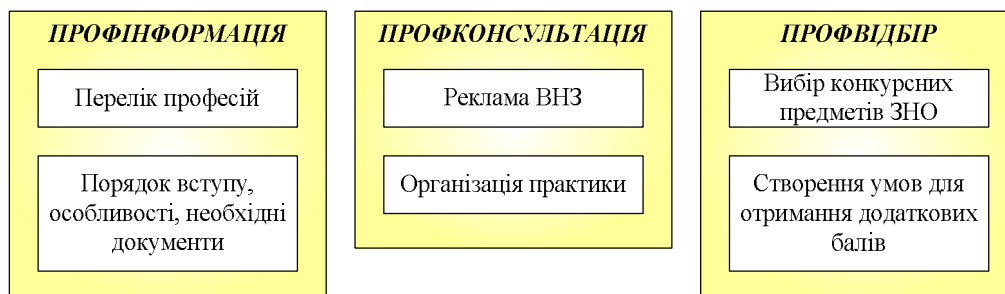 ПРОФІНФОРМАЦІЯ
Перелік професій
Порядок вступу,
особливості, необхідні
документи
ПРОФКОНСУЛЬТАЦІЯ
Реклама ВНЗ
Організація практики
ПРОФВІДБІР
Вибір конкурсних
предметів ЗНО
Створення умов для
отримання додаткових
балів